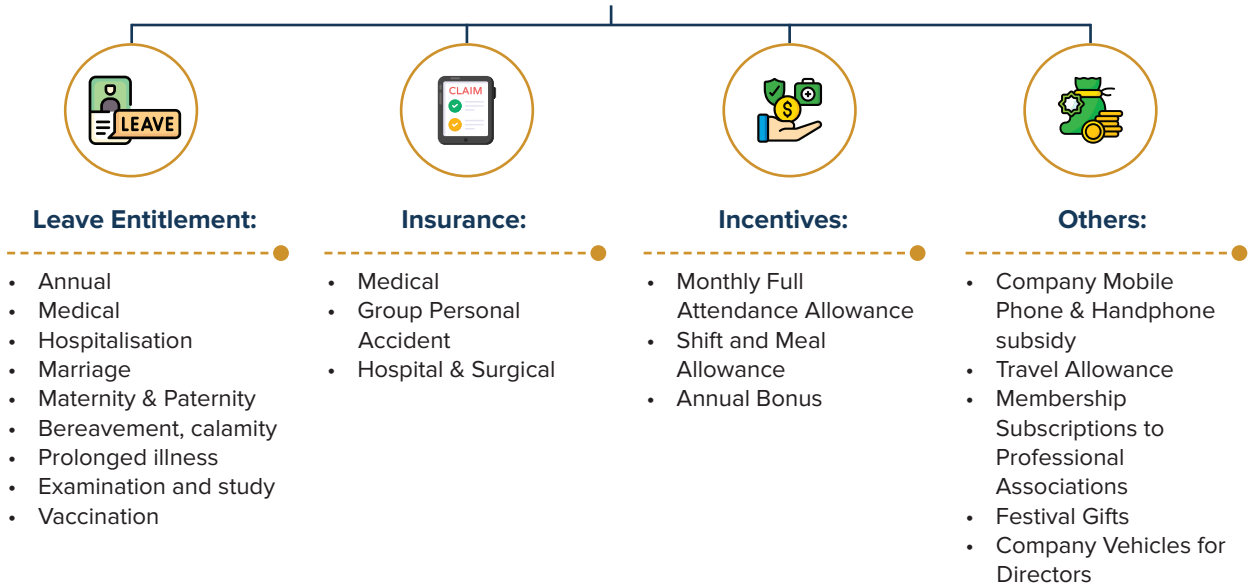 LEAVE
CLAIM
$
Leave Entitlement:
• Annual
• Medical
• Hospitalisation
• Marriage
• Maternity & Paternity
• Bereavement, calamity
• Prolonged illness
• Examination and study
• Vaccination
Insurance:
• Medical
• Group Personal
Accident
• Hospital & Surgical
Incentives:
• Monthly Full
Attendance Allowance
• Shift and Meal
Allowance
• Annual Bonus
Others:
• Company Mobile
Phone & Handphone
subsidy
• Travel Allowance
• Membership
Subscriptions to
Professional
Associations
• Festival Gifts
• Company Vehicles for
Directors